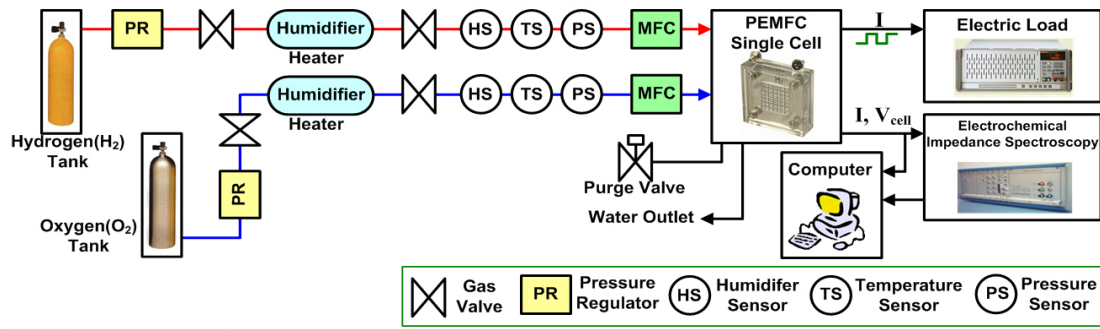 PR
Humidifier
Heater
HS
TS
PS
MFC
PEMFC
Single Cell
I
Electric Load
Hydrogen(H₂)
Tank
Humidifier
Heater
HS
TS
PS
MFC
I, Vcell
Electrochemical
Impedance Spectroscopy
PR
Oxygen(O₂)
Tank
Purge Valve
Water Outlet
Computer
Gas
Valve
PR
Pressure
Regulator
HS
Humidifer
Sensor
TS
Temperature
Sensor
PS
Pressure
Sensor